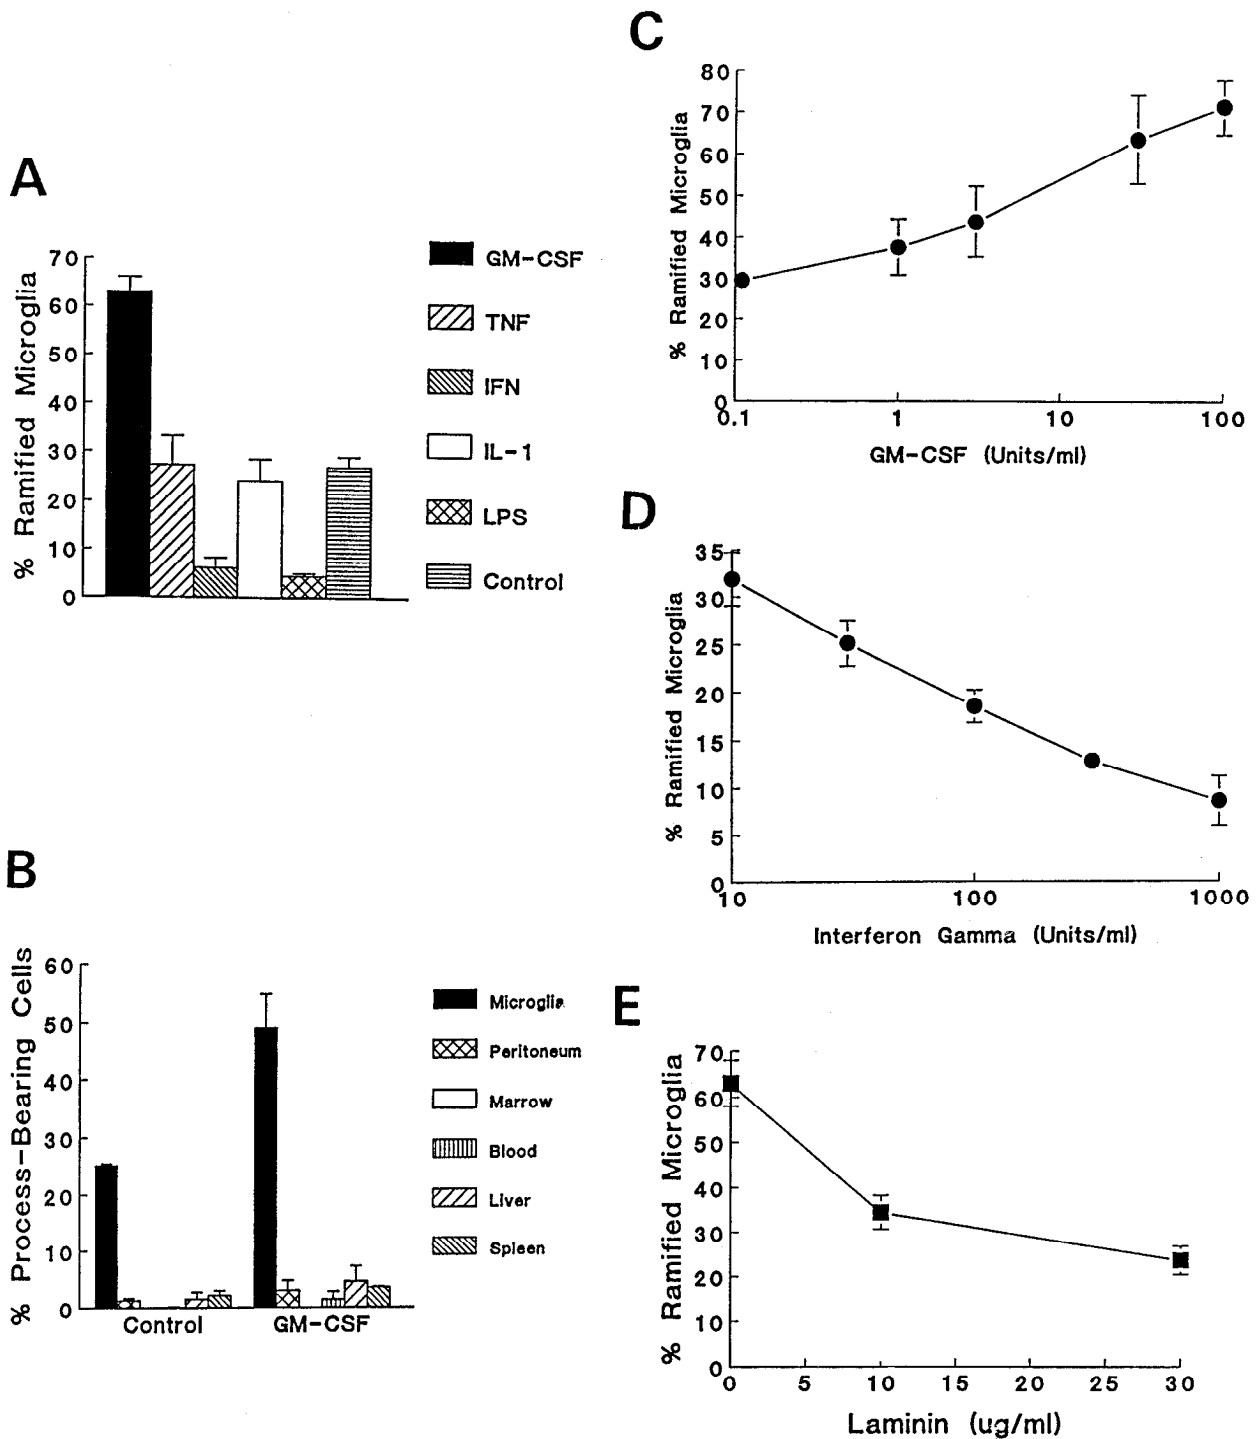 A
% Ramified Microglia
70
60
50
40
30
20
10
0
GM-CSF
TNF
IFN
IL-1
LPS
Control
B
% Process-Bearing Cells
60
50
40
30
20
10
0
Control GM-CSF
Microglia
Peritoneum
Marrow
Blood
Liver
Spleen
C
% Ramified Microglia
80
70
60
50
40
30
20
10
0
0.1 1 10 100
GM-CSF (Units/ml)
D
% Ramified Microglia
35
30
25
20
15
10
5
0
10 100 1000
Interferon Gamma (Units/ml)
E
% Ramified Microglia
70
60
50
40
30
20
10
0
0 5 10 15 20 25 30
Laminin (ug/ml)